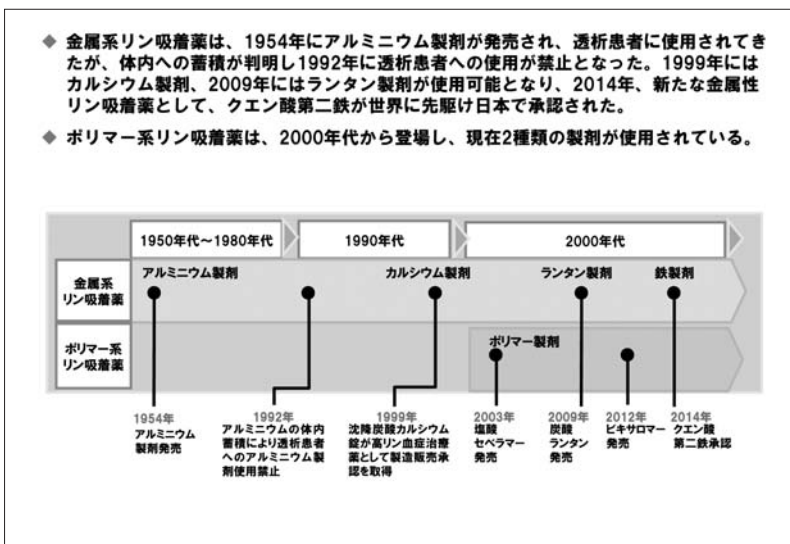 ◆ 金属系リン吸着薬は、1954年にアルミニウム製剤が発売され、透析患者に使用されてき
たが、体内への蓄積が判明し1992年に透析患者への使用が禁止となった。1999年には
カルシウム製剤、2009年にはランタン製剤が使用可能となり、2014年、新たな金属性
リン吸着薬として、クエン酸第二鉄が世界に先駆け日本で承認された。
◆ ポリマー系リン吸着薬は、2000年代から登場し、現在2種類の製剤が使用されている。
1950年代～1980年代
1990年代
2000年代
金属系
リン吸着薬
アルミニウム製剤
カルシウム製剤
ランタン製剤
鉄製剤
ポリマー系
リン吸着薬
ポリマー製剤
1954年
アルミニウム
製剤発売
1992年
アルミニウムの体内
蓄積により透析患者
へのアルミニウム製
剤使用禁止
1999年
沈降炭酸カルシウム
錠が高リン血症治療
薬として製造販売承
認を取得
2003年
塩酸
セベラマー
発売
2009年
炭酸
ランタン
発売
2012年
ビキサロマー
発売
2014年
クエン酸
第二鉄承認